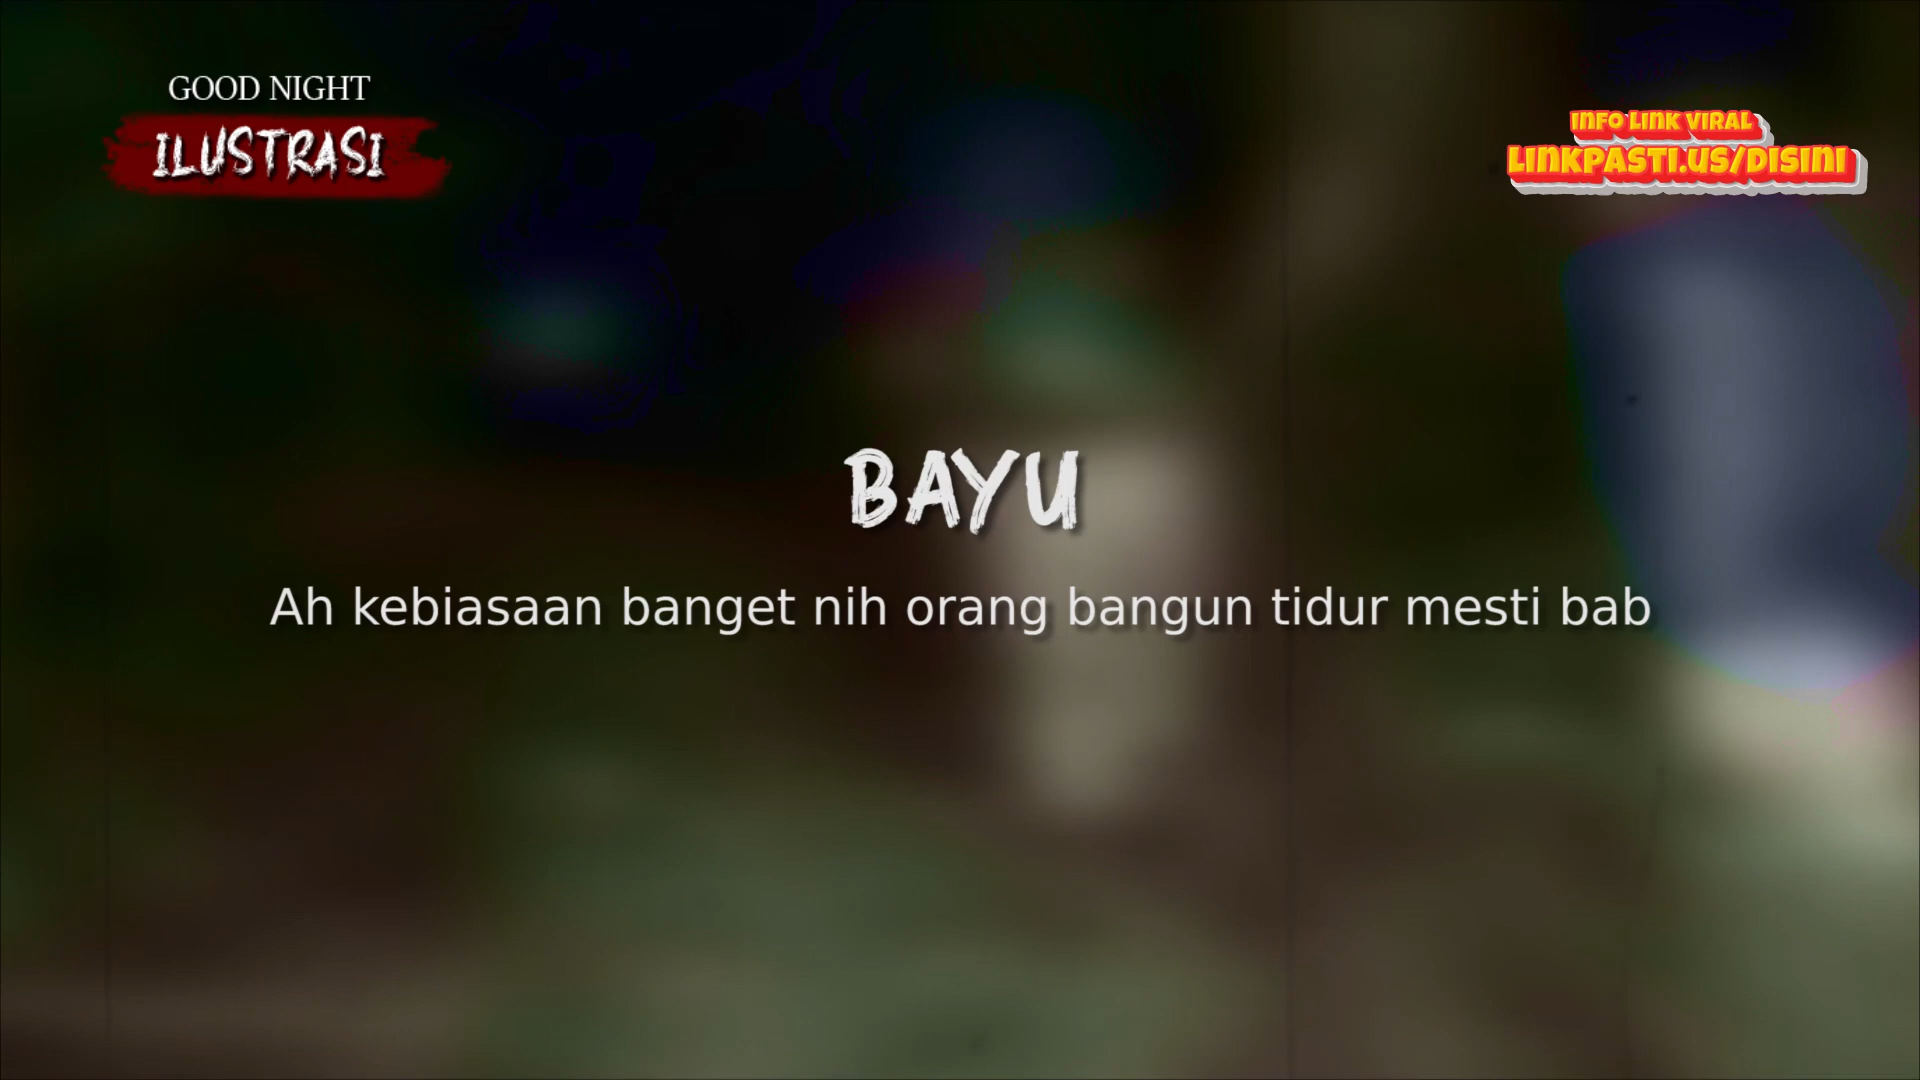 GOOD NIGHT
ILUSTRASI
INFO LINK VIRAL
LINKPASTI.US/DISINI
BAYU
Ah kebiasaan banget nih orang bangun tidur mesti bab